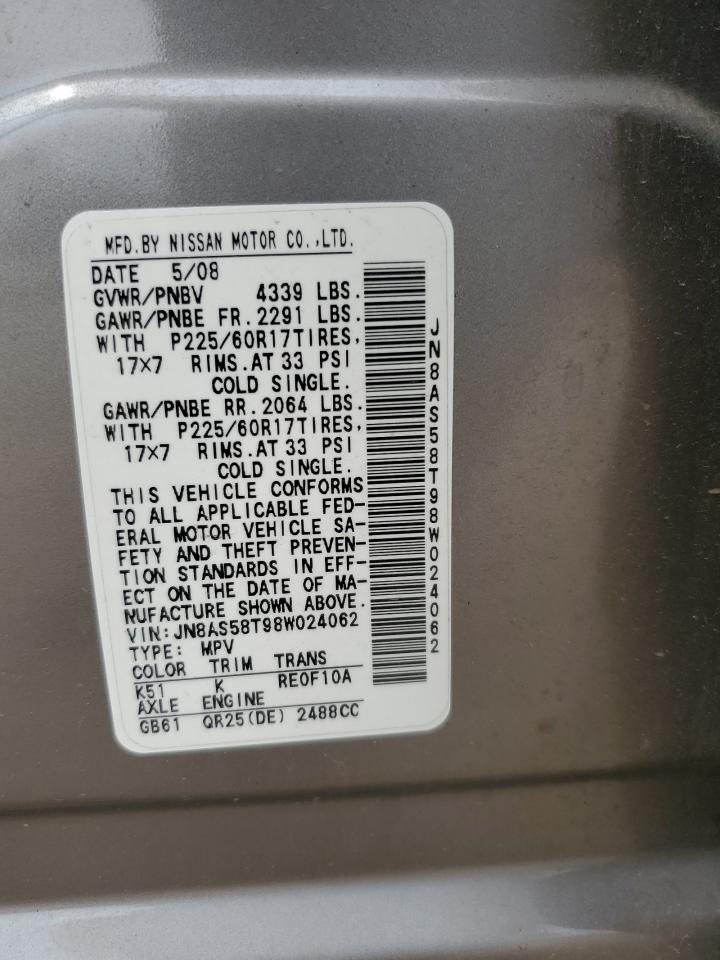 MFD.BY NISSAN MOTOR CO.,LTD.
DATE 5/08
GVWR/PNBV 4339 LBS.
GAWR/PNBE FR.2291 LBS.
WITH P225/60R17TIRES,
17×7 RIMS.AT 33 PSI
COLD SINGLE.
GAWR/PNBE RR.2064 LBS.
WITH P225/60R17TIRES,
17×7 RIMS.AT 33 PSI
COLD SINGLE.
THIS VEHICLE CONFORMS
TO ALL APPLICABLE FED-
ERAL MOTOR VEHICLE SA-
FETY AND THEFT PREVEN-
TION STANDARDS IN EFF-
ECT ON THE DATE OF MA-
NUFACTURE SHOWN ABOVE.
VIN:JN8AS58T98W024062
TYPE: MPV
COLOR TRIM TRANS
K51 K RE0F10A
AXLE ENGINE
GB61 QR25(DE) 2488CC
JN8AS58T98W024062